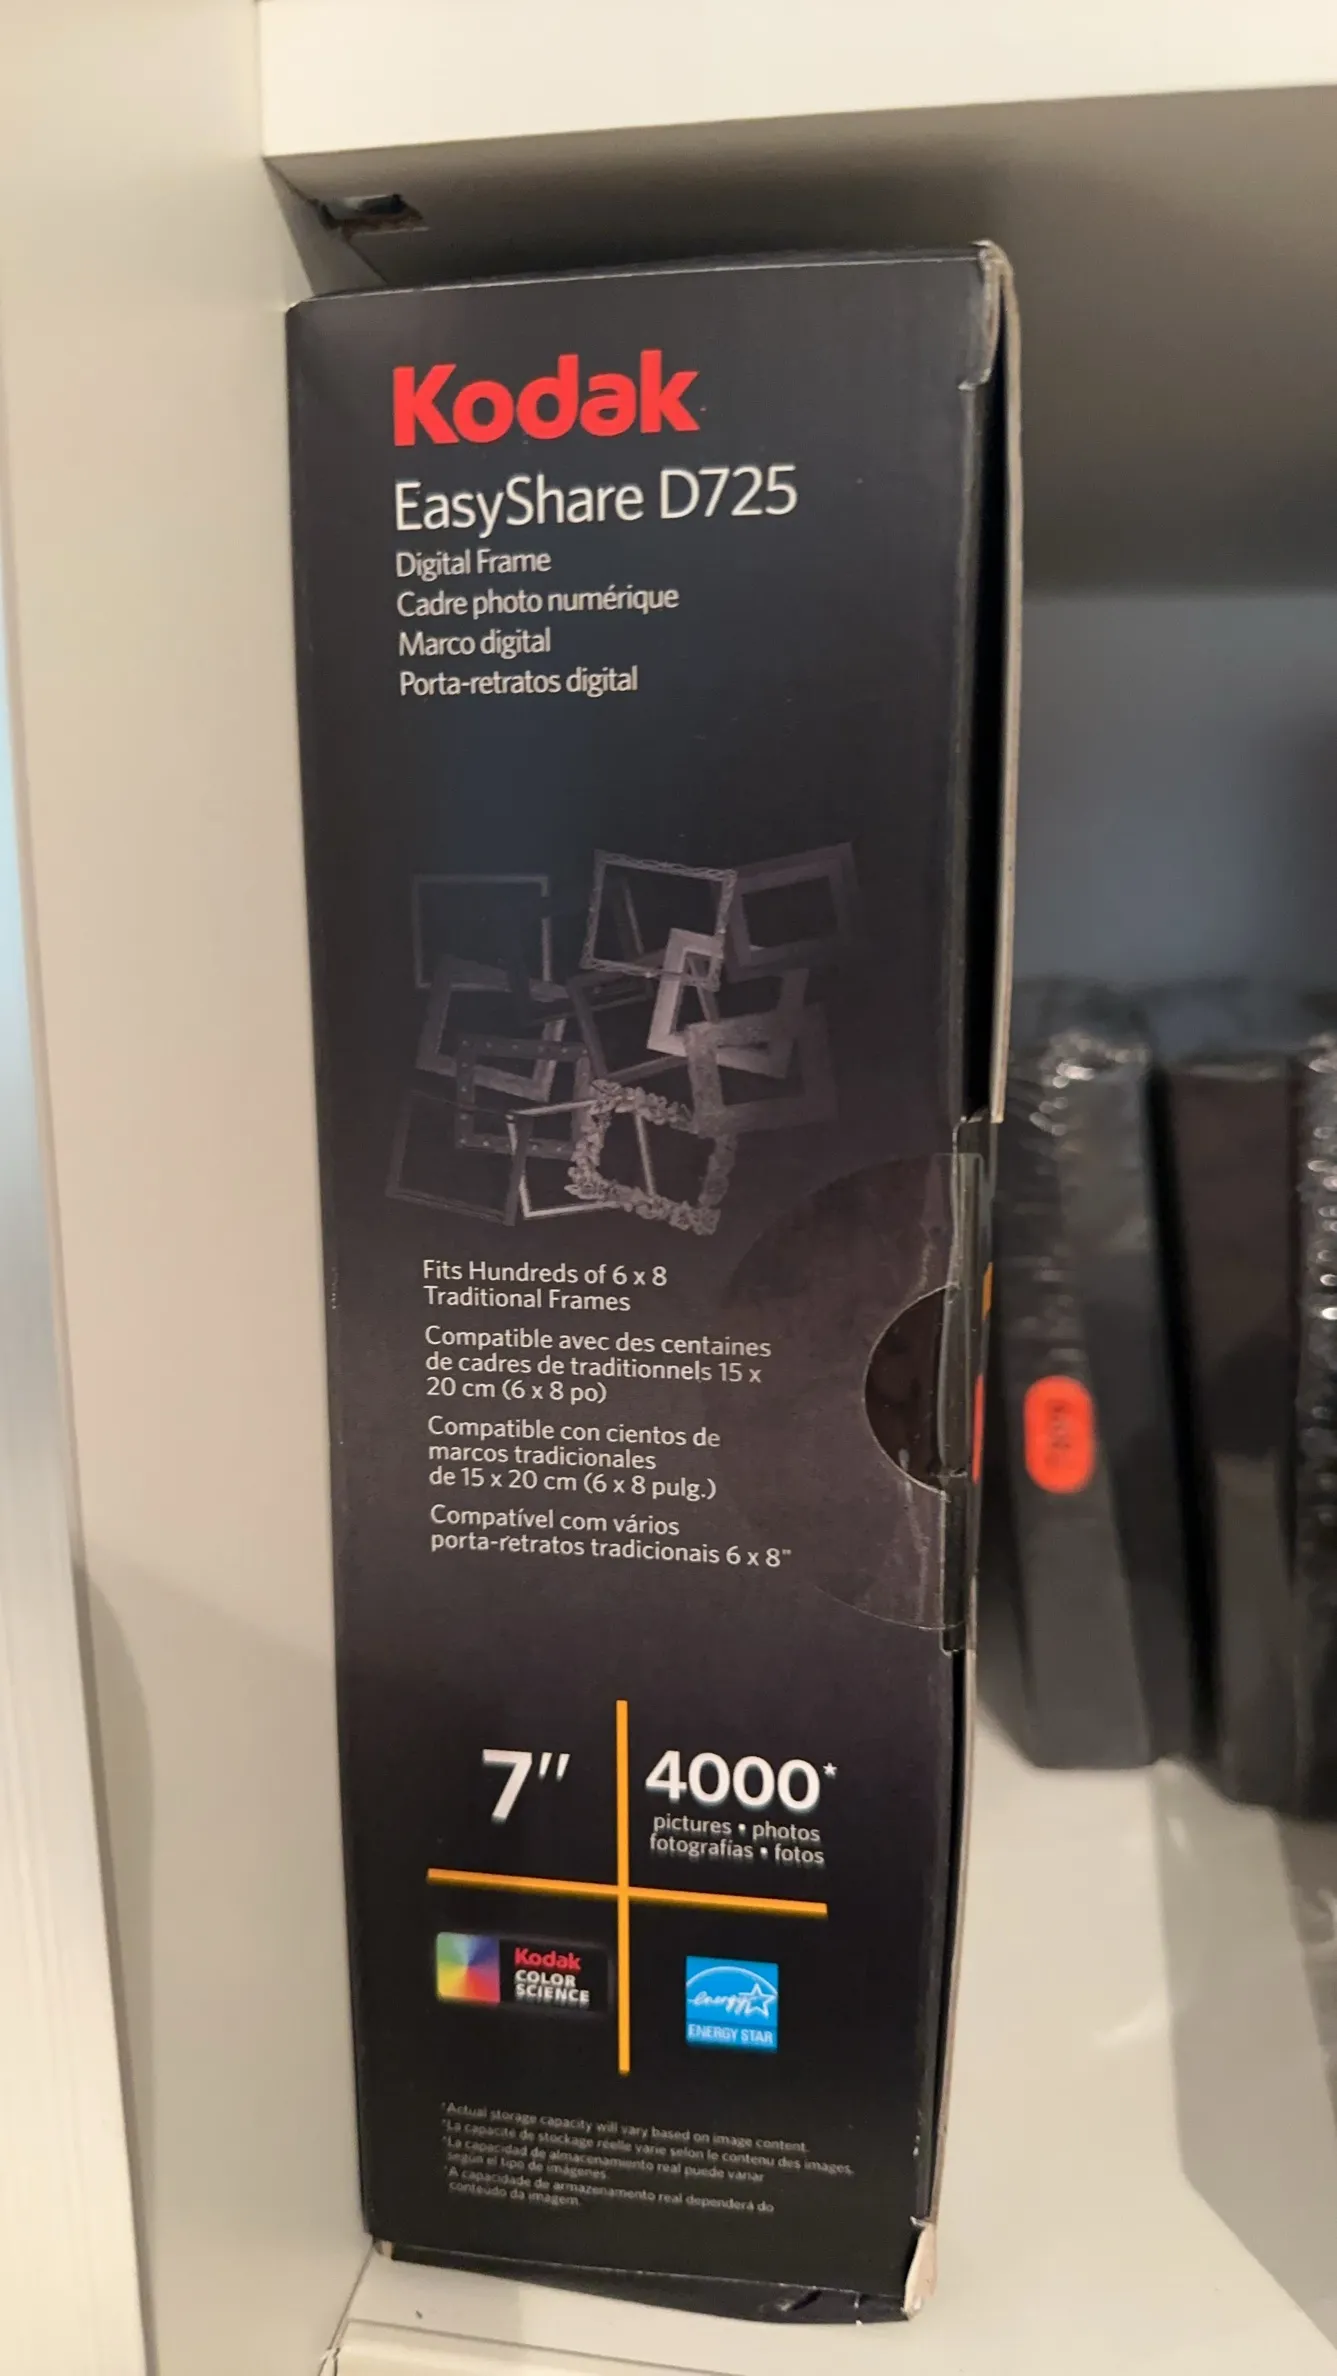 Kodak
EasyShare D725
Digital Frame
Cadre photo numérique
Marco digital
Porta-retratos digital
Fits Hundreds of 6 x 8
Traditional Frames
Compatible avec des centaines
de cadres de traditionnels 15 x
20 cm (6 x 8 po)
Compatible con cientos de
marcos tradicionales
de 15 x 20 cm (6 x 8 pulg.)
Compatível com vários
porta-retratos tradicionais 6 x 8"
7"
4000*
pictures • photos
fotografías • fotos
Kodak
COLOR
SCIENCE
energy
ENERGY STAR
*Actual storage capacity will vary based on image content.
*La capacité de stockage réelle varie selon le contenu des images.
*La capacidad de almacenamiento real puede variar
según el tipo de imágenes.
*A capacidade de armazenamento real dependerá do
conteúdo da imagem.